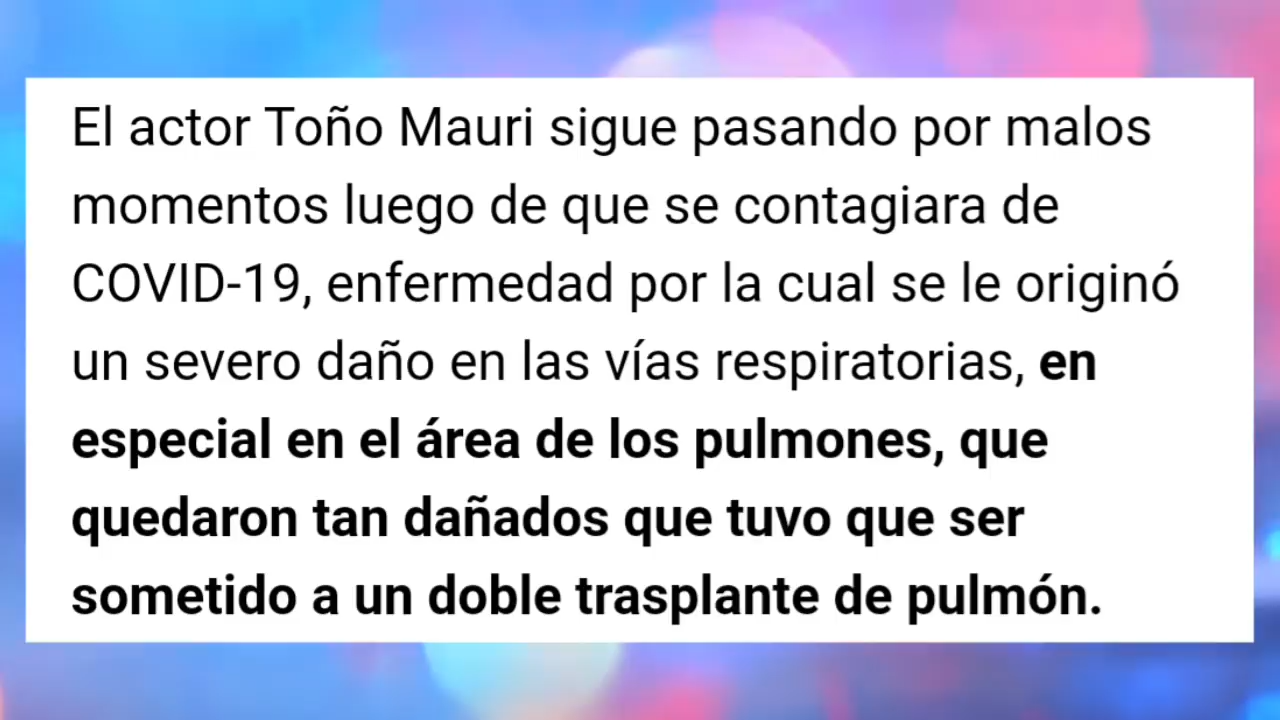 El actor Toño Mauri sigue pasando por malos
momentos luego de que se contagiara de
COVID-19, enfermedad por la cual se le originó
un severo daño en las vías respiratorias, en
especial en el área de los pulmones, que
quedaron tan dañados que tuvo que ser
sometido a un doble trasplante de pulmón.